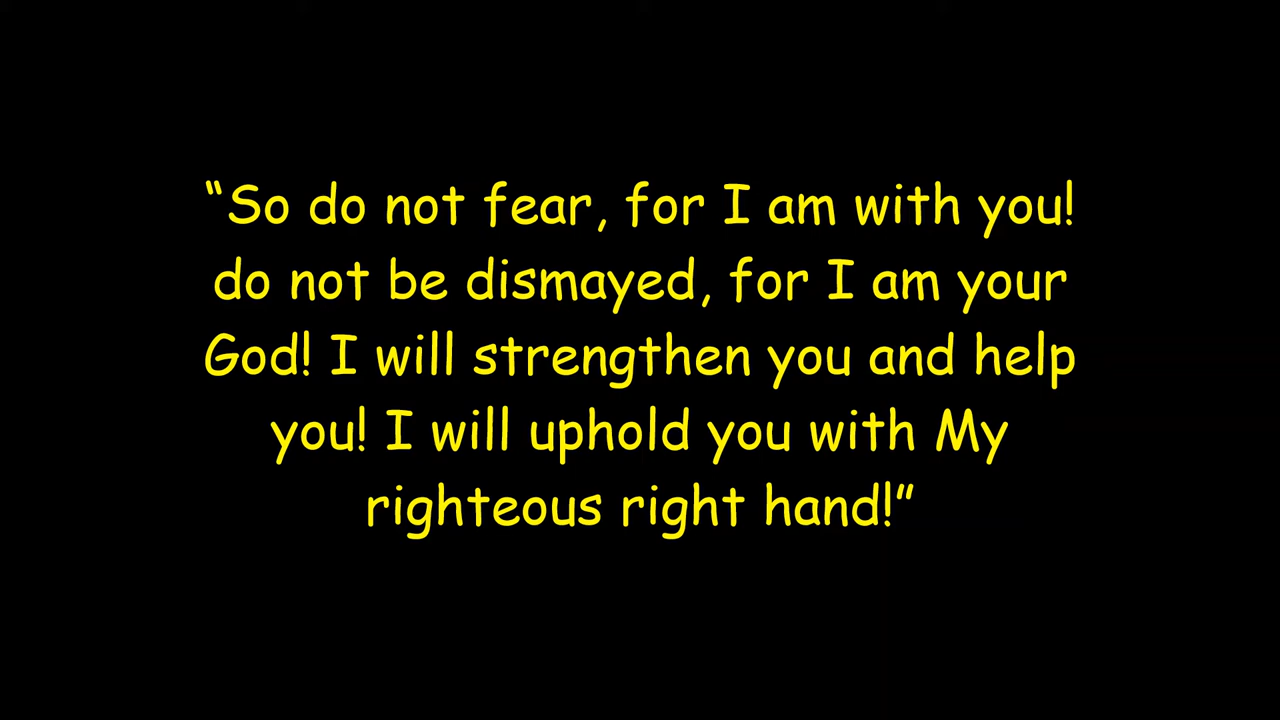 “So do not fear, for I am with you!
do not be dismayed, for I am your
God! I will strengthen you and help
you! I will uphold you with My
righteous right hand!”